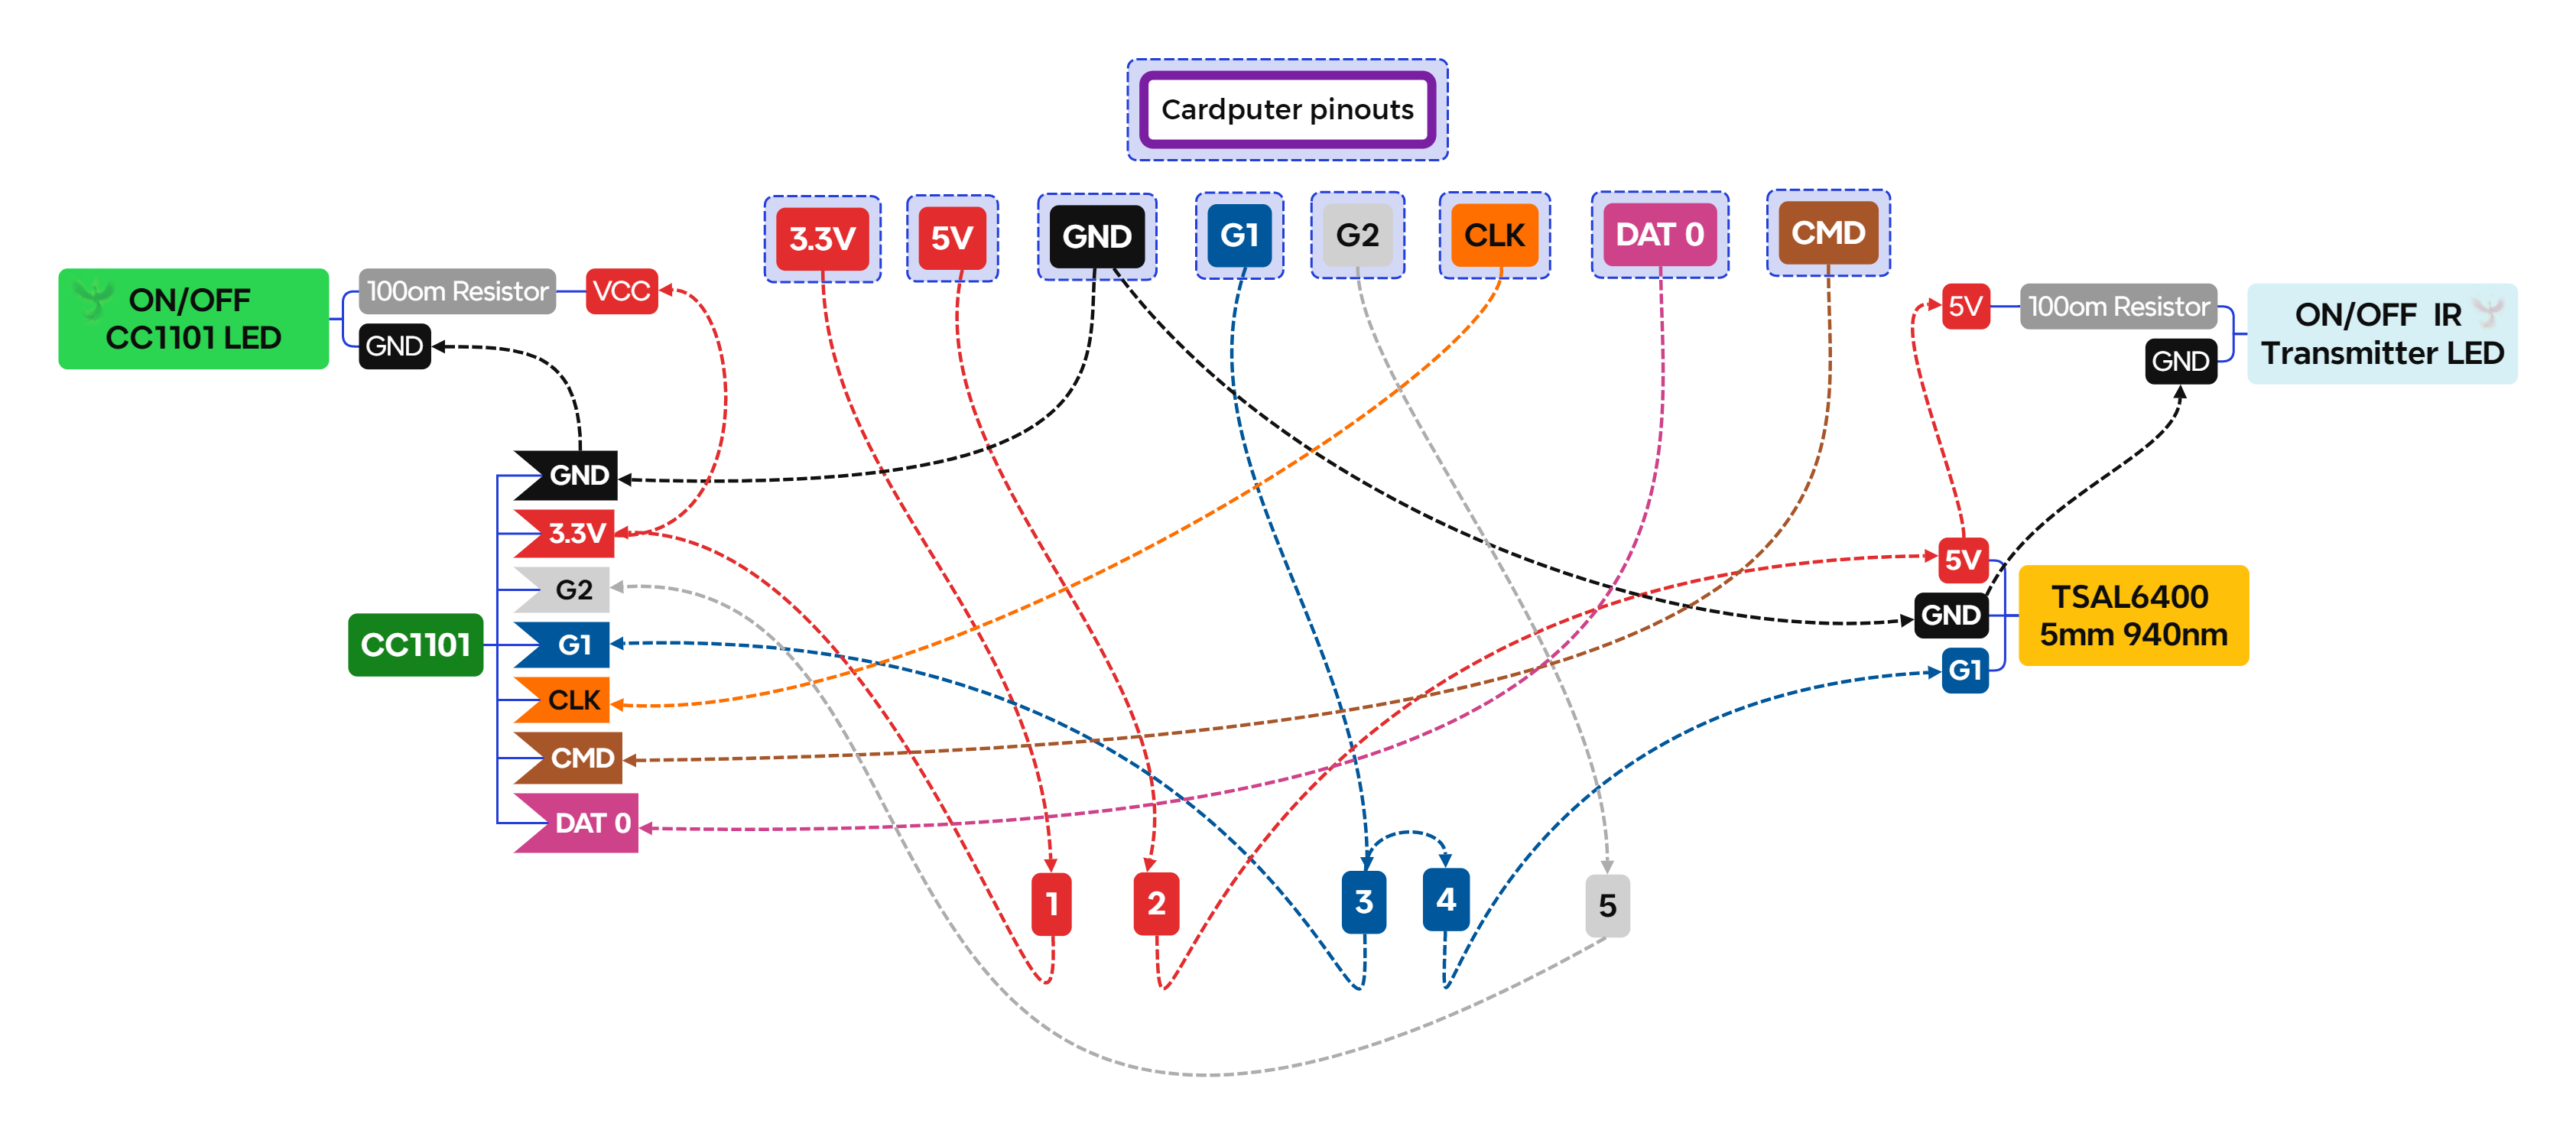 Cardputer pinouts
3.3V
5V
GND
G1
G2
CLK
DAT 0
CMD
ON/OFF
CC1101 LED
100om Resistor
VCC
GND
5V
100om Resistor
GND
ON/OFF IR
Transmitter LED
CC1101
GND
3.3V
G2
G1
CLK
CMD
DAT 0
5V
GND
G1
TSAL6400
5mm 940nm
1
2
3
4
5